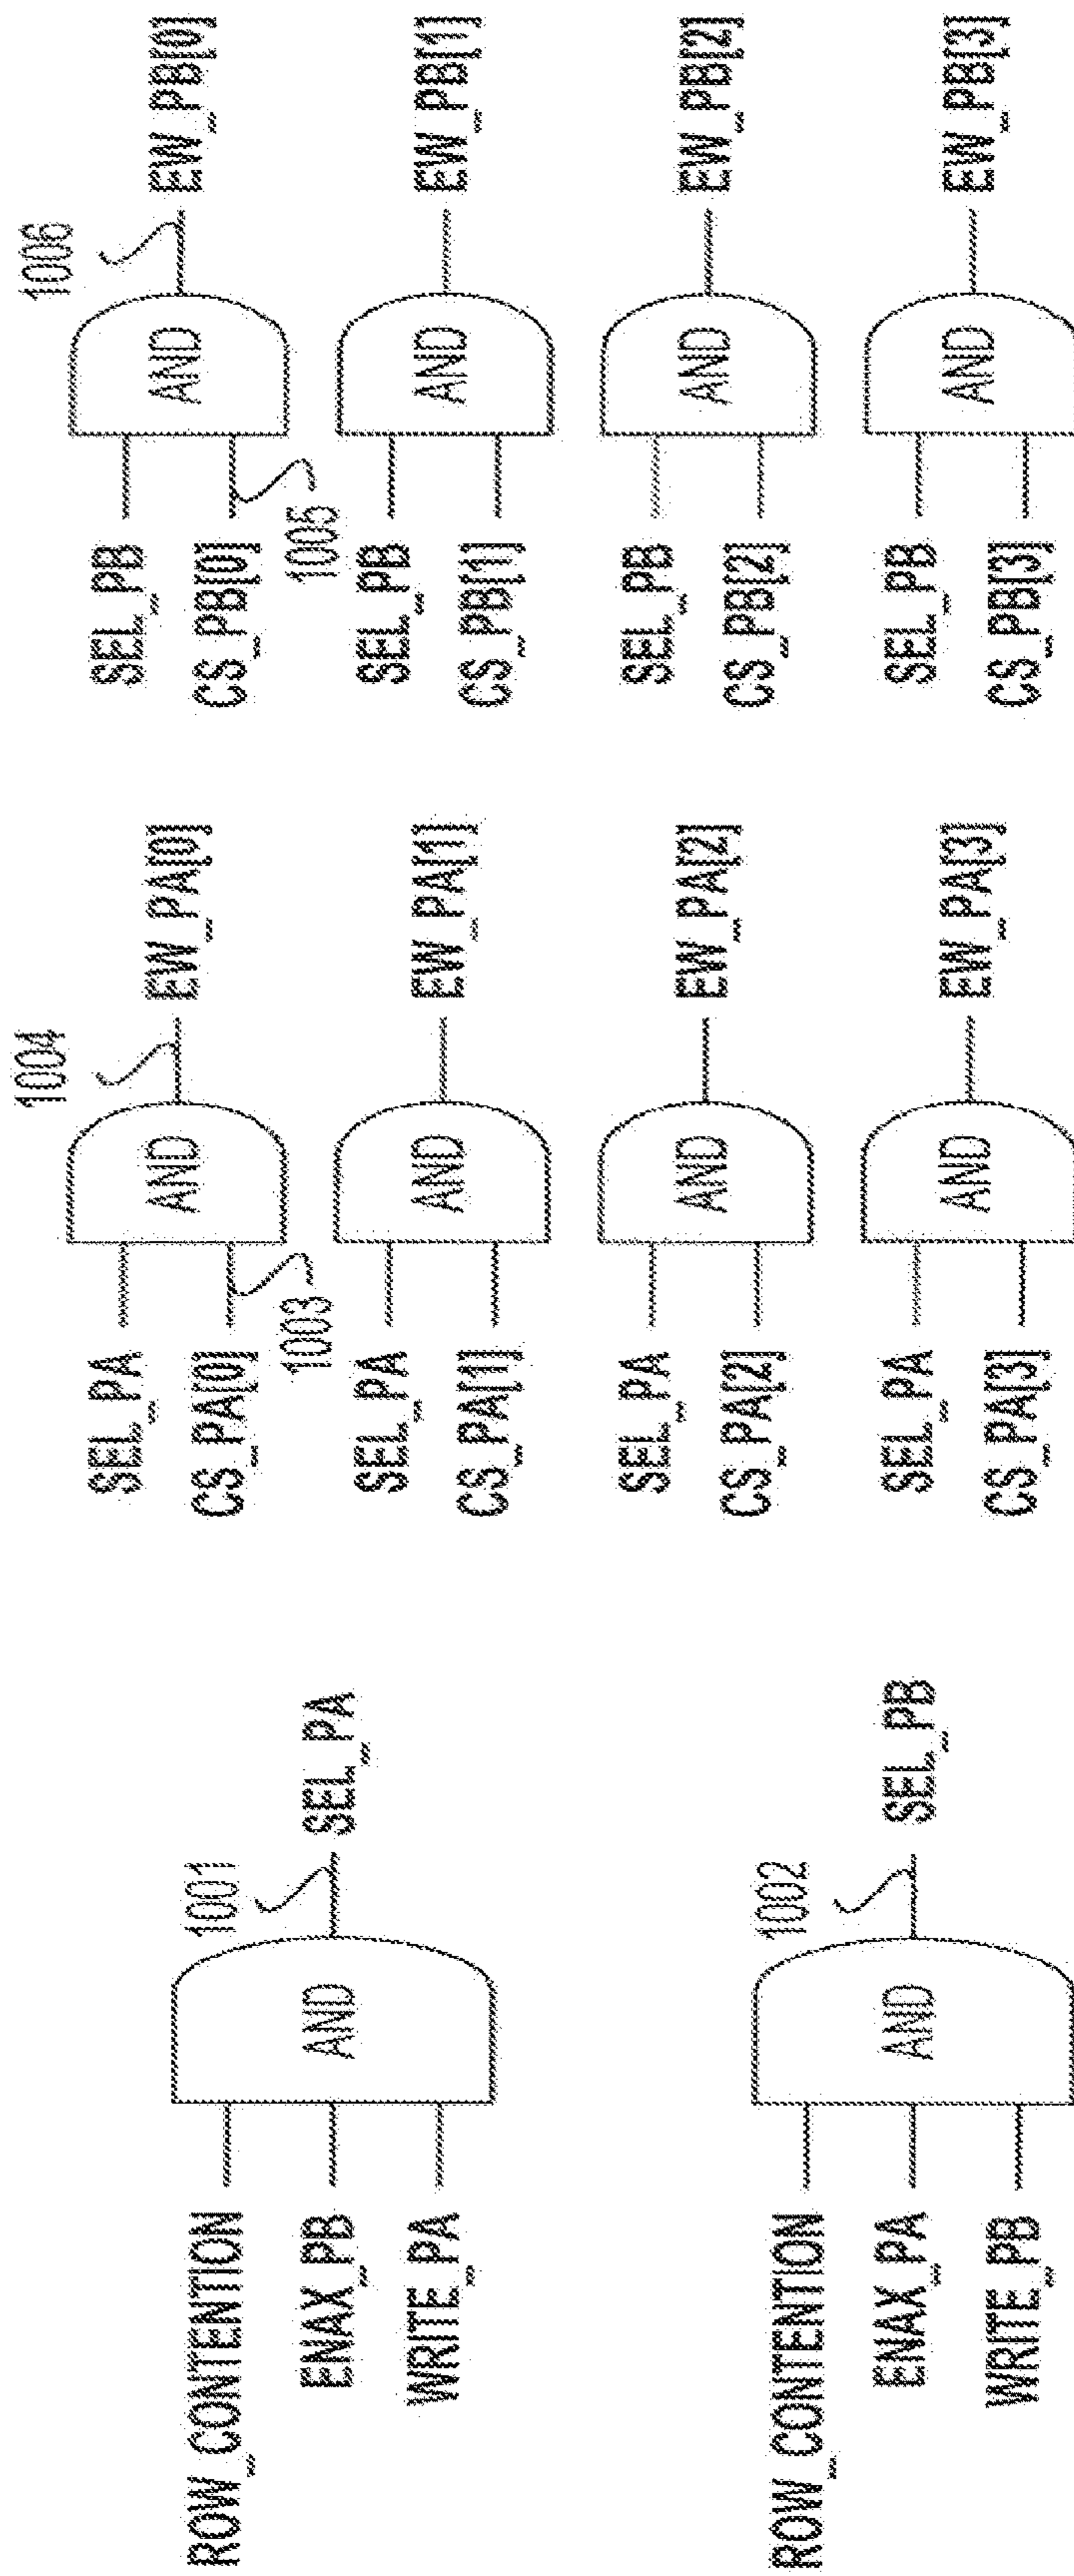 ROW_CONTENTION
ENAX_PB
WRITE_PA
AND
1001
SEL_PA
ROW_CONTENTION
ENAX_PA
WRITE_PB
AND
1002
SEL_PB
SEL_PA
CS_PA[0]
1003
AND
1004
EW_PA[0]
SEL_PA
CS_PA[1]
AND
EW_PA[1]
SEL_PA
CS_PA[2]
AND
EW_PA[2]
SEL_PA
CS_PA[3]
AND
EW_PA[3]
SEL_PB
CS_PB[0]
1005
AND
1006
EW_PB[0]
SEL_PB
CS_PB[1]
AND
EW_PB[1]
SEL_PB
CS_PB[2]
AND
EW_PB[2]
SEL_PB
CS_PB[3]
AND
EW_PB[3]